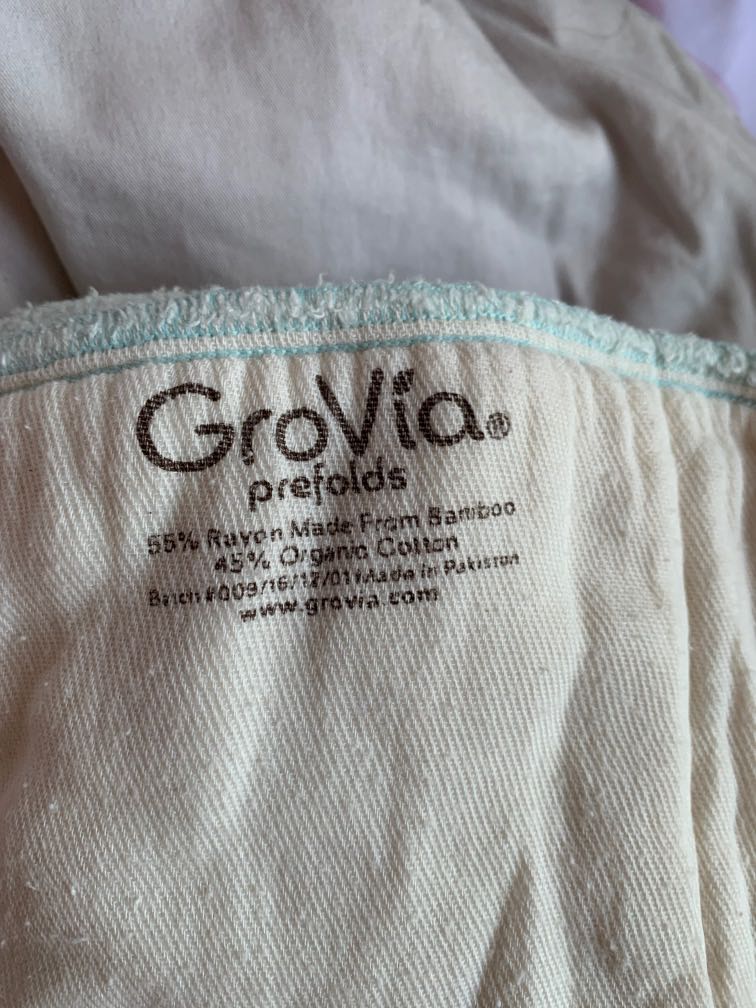 GroVia®
prefolds
55% Rayon Made From Bamboo
45% Organic Cotton
Batch #009/16/12/01 Made in Pakistan
www.grovia.com